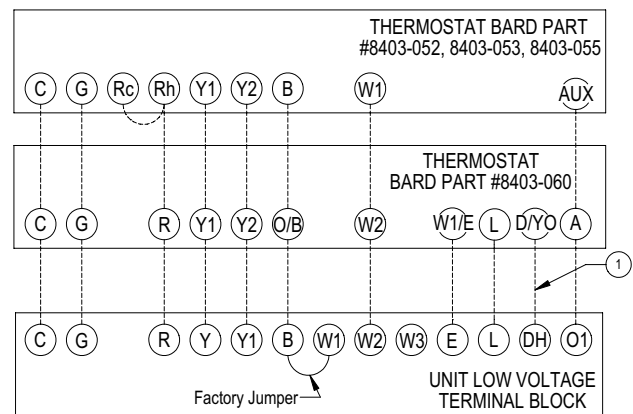 THERMOSTAT BARD PART
#8403-052, 8403-053, 8403-055
C G Rc Rh Y1 Y2 B W1 AUX
THERMOSTAT
BARD PART #8403-060
C G R Y1 Y2 O/B W2 W1/E L D/YO A
1
C G R Y Y1 B W1 W2 W3 E L DH O1
Factory Jumper
UNIT LOW VOLTAGE
TERMINAL BLOCK